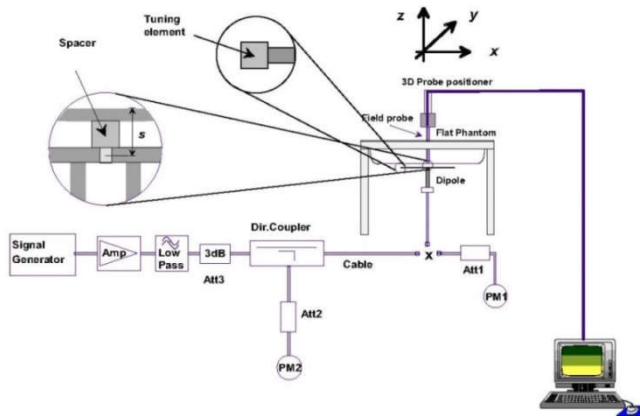 Tuning
element
Spacer
s
z
y
x
3D Probe positioner
Field probe
Flat Phantom
Dipole
Signal
Generator
Amp
Low
Pass
3dB
Att3
Dir.Coupler
Cable
x
Att1
PM1
Att2
PM2